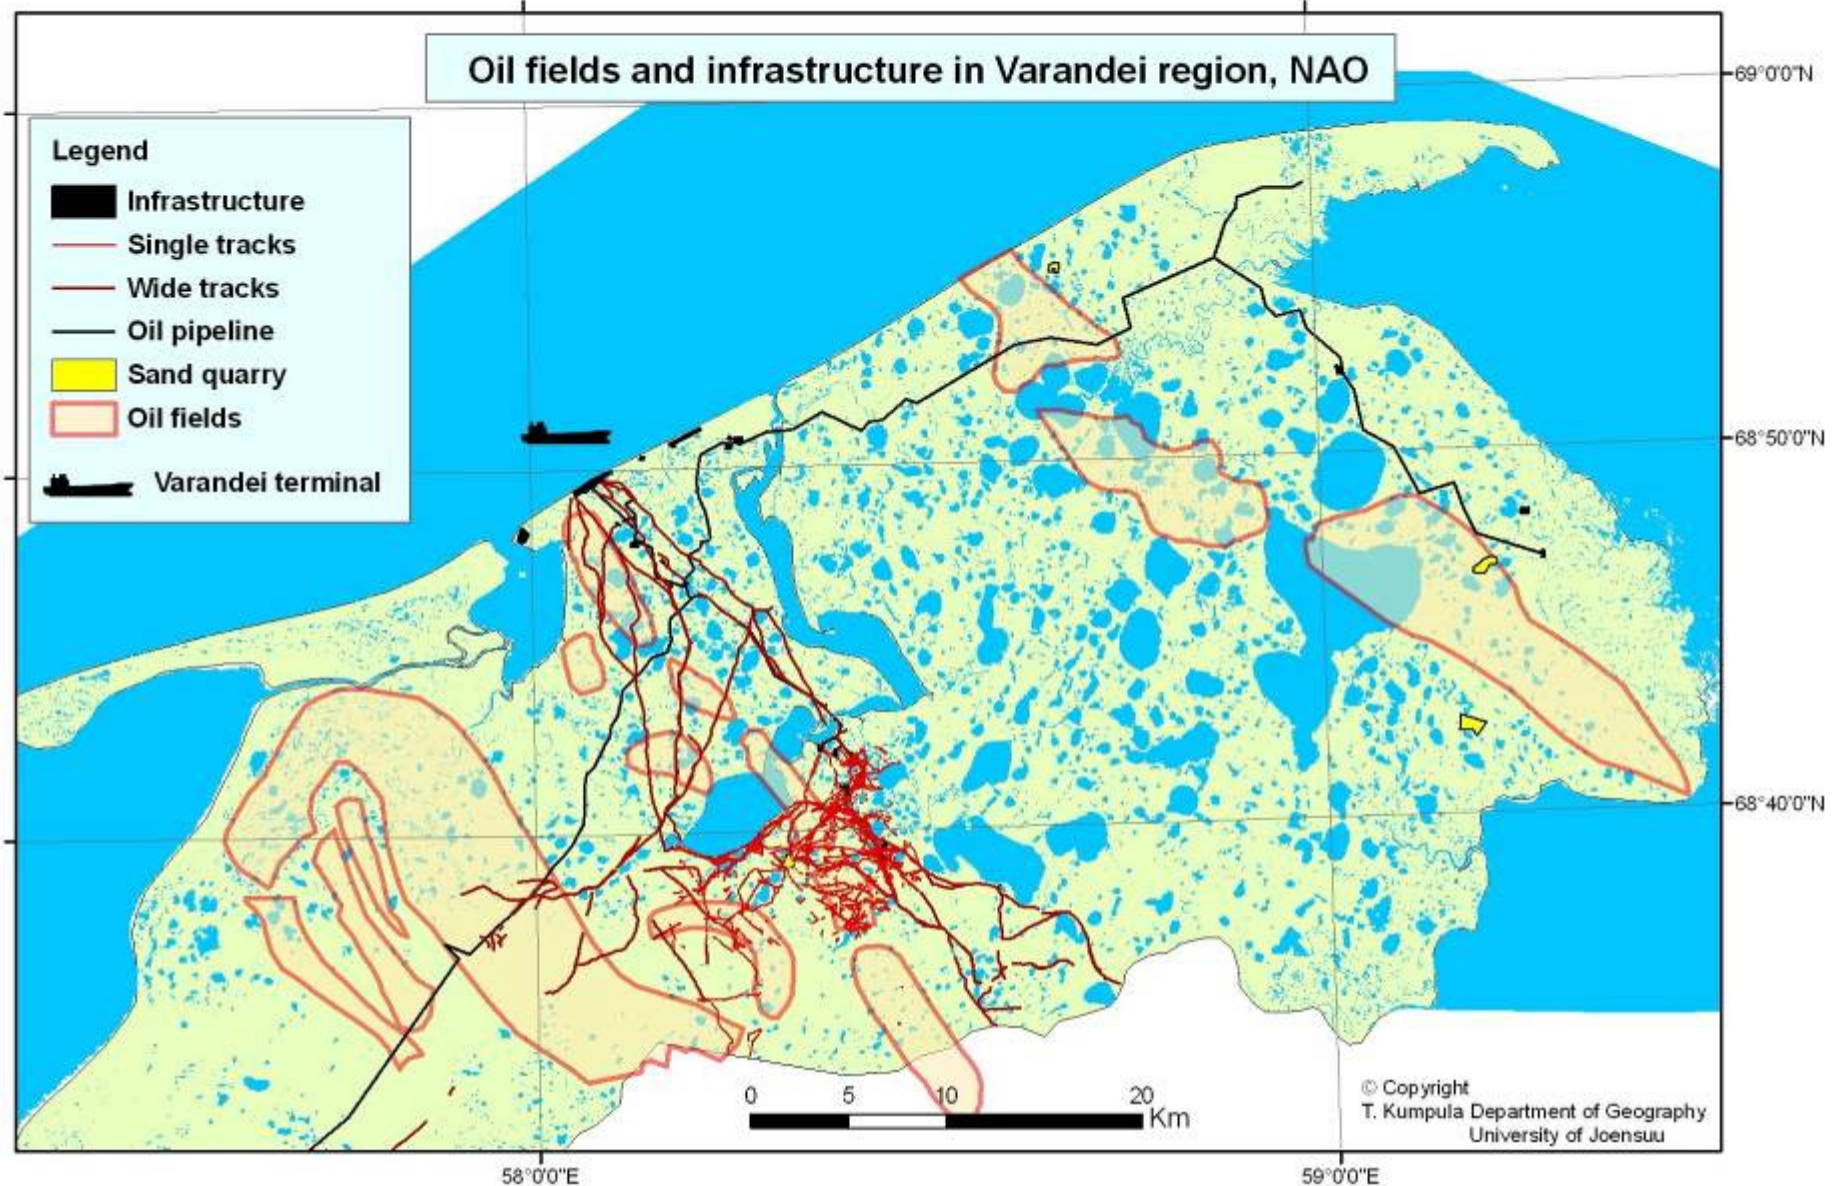 Oil fields and infrastructure in Varandei region, NAO
69°0'0"N
Legend
Infrastructure
Single tracks
Wide tracks
Oil pipeline
Sand quarry
Oil fields
Varandei terminal
68°50'0"N
68°40'0"N
0 5 10 20
Km
© Copyright
T. Kumpula Department of Geography
University of Joensuu
58°0'0"E
59°0'0"E